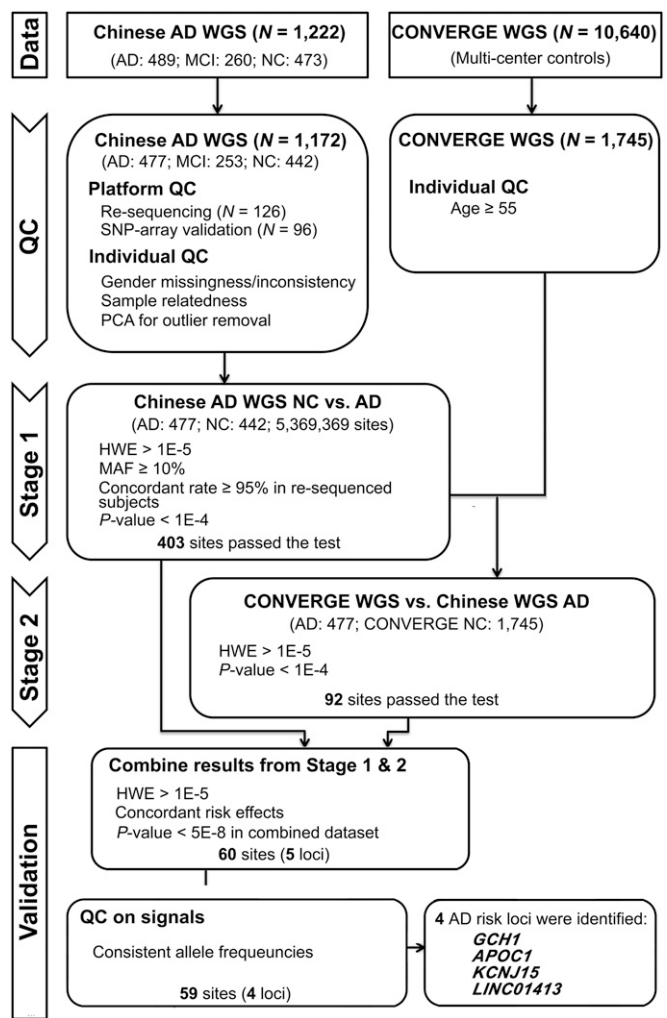 Data
Chinese AD WGS (N = 1,222)
(AD: 489; MCI: 260; NC: 473)
CONVERGE WGS (N = 10,640)
(Multi-center controls)
QC
Chinese AD WGS (N = 1,172)
(AD: 477; MCI: 253; NC: 442)
Platform QC
Re-sequencing (N = 126)
SNP-array validation (N = 96)
Individual QC
Gender missingness/inconsistency
Sample relatedness
PCA for outlier removal
CONVERGE WGS (N = 1,745)
Individual QC
Age ≥ 55
Stage 1
Chinese AD WGS NC vs. AD
(AD: 477; NC: 442; 5,369,369 sites)
HWE > 1E-5
MAF ≥ 10%
Concordant rate ≥ 95% in re-sequenced
subjects
P-value < 1E-4
403 sites passed the test
Stage 2
CONVERGE WGS vs. Chinese WGS AD
(AD: 477; CONVERGE NC: 1,745)
HWE > 1E-5
P-value < 1E-4
92 sites passed the test
Validation
Combine results from Stage 1 & 2
HWE > 1E-5
Concordant risk effects
P-value < 5E-8 in combined dataset
60 sites (5 loci)
QC on signals
Consistent allele frequeuncies
59 sites (4 loci)
4 AD risk loci were identified:
GCH1
APOC1
KCNJ15
LINC01413
...